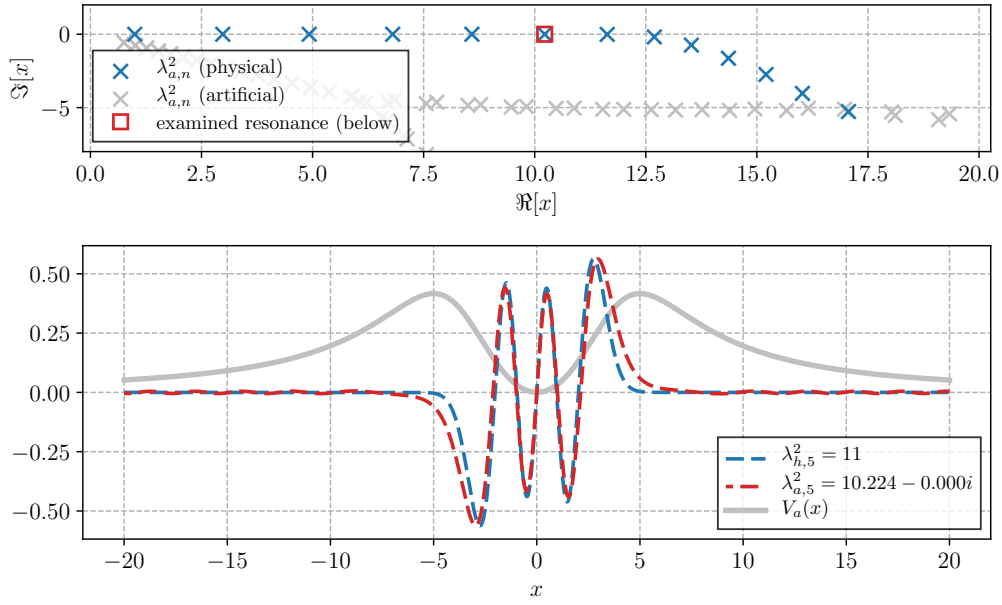 0
−5
ℑ[x]
λ²a,n (physical)
λ²a,n (artificial)
examined resonance (below)
0.0 2.5 5.0 7.5 10.0 12.5 15.0 17.5 20.0
ℜ[x]
0.50
0.25
0.00
−0.25
−0.50
λ²h,5 = 11
λ²a,5 = 10.224 − 0.000i
Va(x)
−20 −15 −10 −5 0 5 10 15 20
x